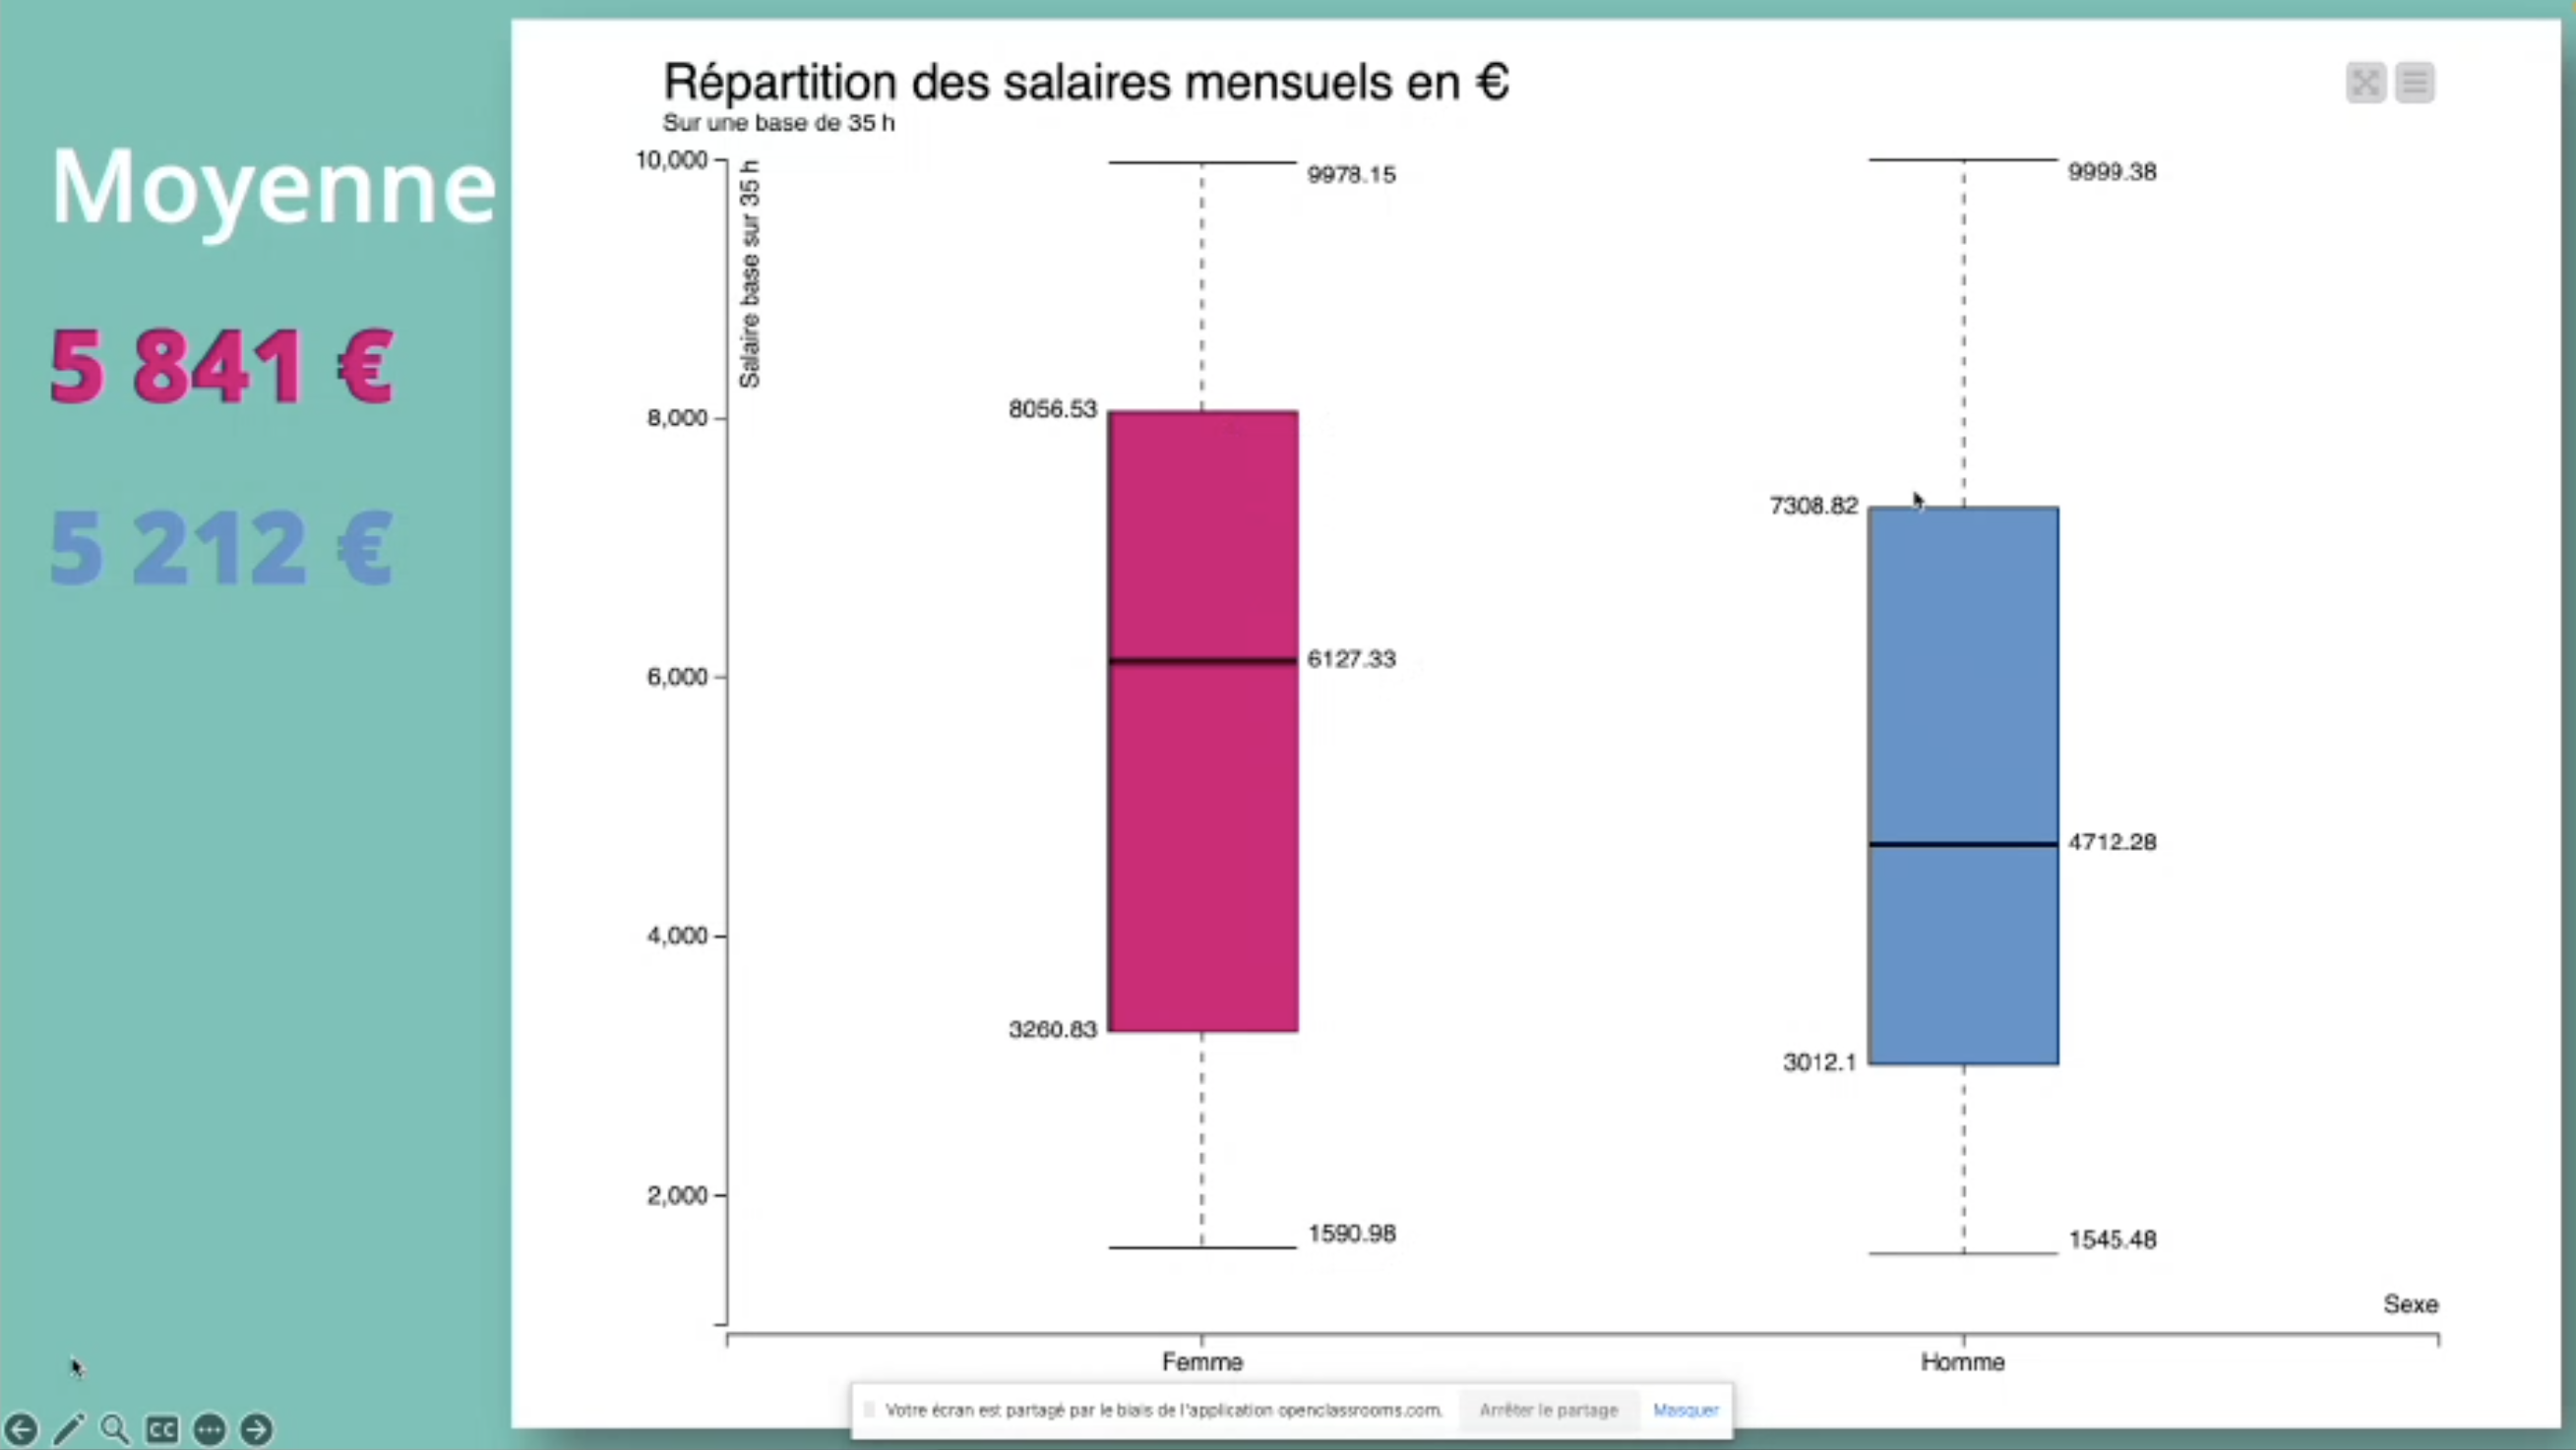 Moyenne
5 841 €
5 212 €
Répartition des salaires mensuels en €
Sur une base de 35 h
Salaire base sur 35 h
10,000
8,000
6,000
4,000
2,000
9978.15
8056.53
6127.33
3260.83
1590.98
9999.38
7308.82
4712.28
3012.1
1545.48
Sexe
Femme
Homme
Votre écran est partagé par le biais de l'application openclassrooms.com.
Arrêter le partage
Masquer
CC